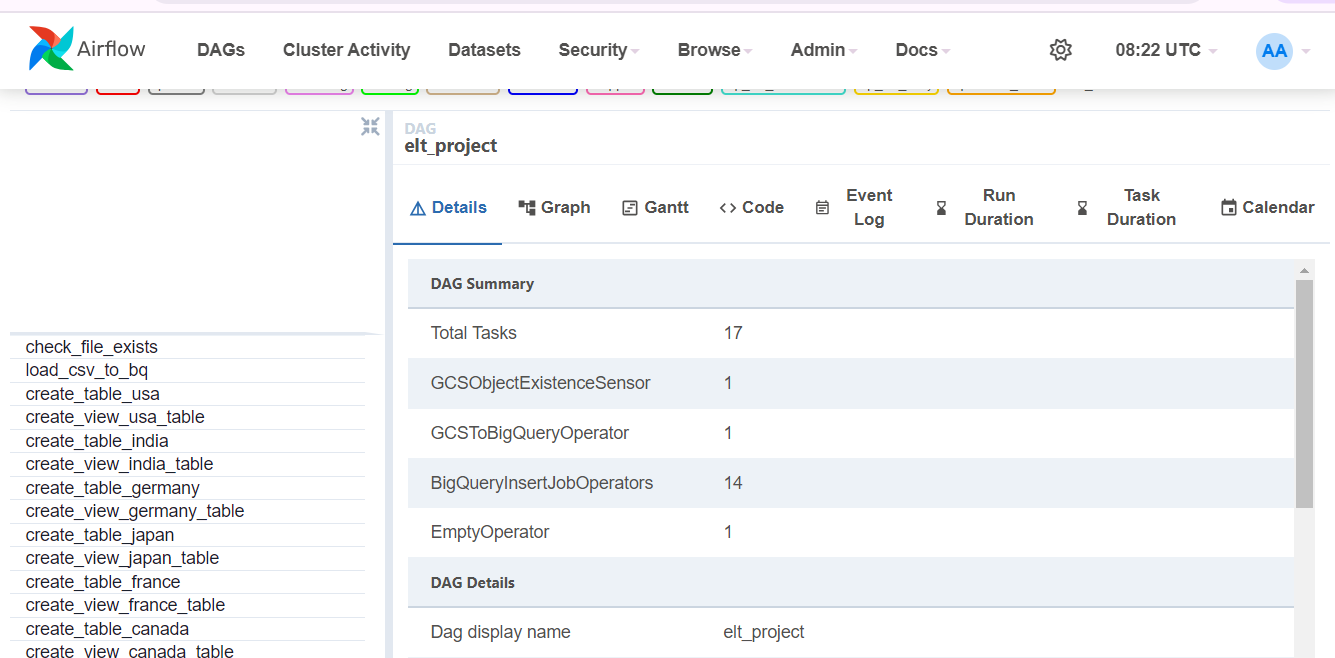 Airflow
DAGs
Cluster Activity
Datasets
Security
Browse
Admin
Docs
08:22 UTC
AA
DAG
elt_project
Details
Graph
Gantt
Code
Event
Log
Run
Duration
Task
Duration
Calendar
check_file_exists
load_csv_to_bq
create_table_usa
create_view_usa_table
create_table_india
create_view_india_table
create_table_germany
create_view_germany_table
create_table_japan
create_view_japan_table
create_table_france
create_view_france_table
create_table_canada
create_view_canada_table
DAG Summary
Total Tasks 17
GCSObjectExistenceSensor 1
GCSToBigQueryOperator 1
BigQueryInsertJobOperators 14
EmptyOperator 1
DAG Details
Dag display name elt_project